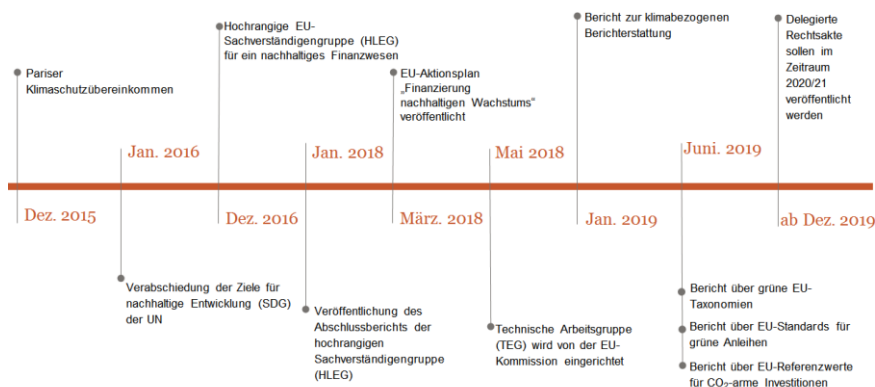 Pariser
Klimaschutzübereinkommen
Dez. 2015
Jan. 2016
Verabschiedung der Ziele für
nachhaltige Entwicklung (SDG)
der UN
Hochrangige EU-
Sachverständigengruppe (HLEG)
für ein nachhaltiges Finanzwesen
Dez. 2016
Jan. 2018
Veröffentlichung des
Abschlussberichts der
hochrangigen
Sachverständigengruppe
(HLEG)
EU-Aktionsplan
„Finanzierung
nachhaltigen Wachstums“
veröffentlicht
März. 2018
Mai 2018
Technische Arbeitsgruppe
(TEG) wird von der EU-
Kommission eingerichtet
Bericht zur klimabezogenen
Berichterstattung
Jan. 2019
Juni. 2019
Bericht über grüne EU-
Taxonomien
Bericht über EU-Standards für
grüne Anleihen
Bericht über EU-Referenzwerte
für CO₂-arme Investitionen
Delegierte
Rechtsakte
sollen im
Zeitraum
2020/21
veröffentlicht
werden
ab Dez. 2019